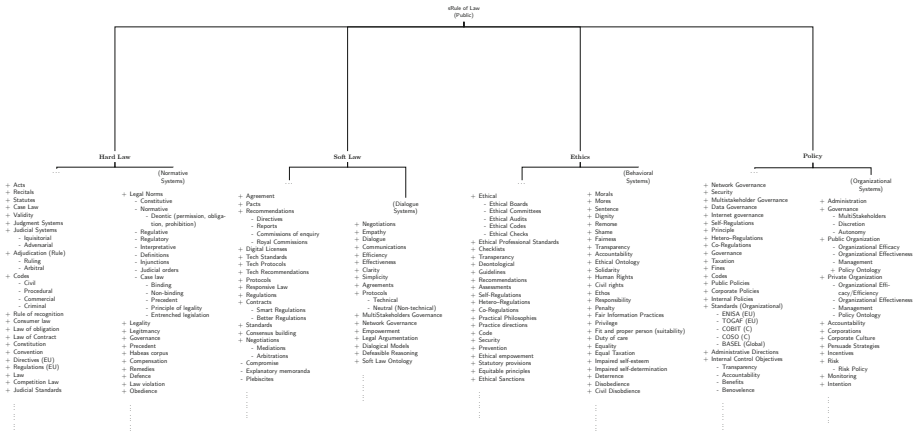 sRule of Law
(Public)
Hard Law
...
+ Acts
+ Recitals
+ Statutes
+ Case Law
+ Validity
+ Judgment Systems
+ Judicial Systems
– Iquisitorial
– Adversarial
+ Adjudication (Rule)
– Ruling
– Arbitral
+ Codes
– Civil
– Procedural
– Commercial
– Criminal
+ Rule of recognition
+ Consumer law
+ Law of obligation
+ Law of Contract
+ Constitution
+ Convention
+ Directives (EU)
+ Regulations (EU)
+ Law
+ Competition Law
+ Judicial Standards
(Normative
Systems)
+ Legal Norms
– Constitutive
– Normative
– Deontic (permission, obliga-
tion, prohibition)
– Regulative
– Regulatory
– Interpretative
– Definitions
– Injunctions
– Judicial orders
– Case law
– Binding
– Non-binding
– Precedent
– Principle of legality
– Entrenched legislation
+ Legality
+ Legitmancy
+ Governance
+ Precedent
+ Habeas corpus
+ Compensation
+ Remedies
+ Defence
+ Law violation
+ Obedience
Soft Law
...
+ Agreement
+ Pacts
+ Recommendations
– Directives
– Reports
– Commissions of enquiry
– Royal Commissions
+ Digital Licenses
+ Tech Standards
+ Tech Protocols
+ Tech Recommendations
+ Protocols
+ Responsive Law
+ Regulations
+ Contracts
– Smart Regulations
– Better Regulations
+ Standards
+ Consensus building
+ Negotiations
– Mediations
– Arbitrations
– Compromise
– Explanatory memoranda
– Plebiscites
(Dialogue
Systems)
+ Negotiations
+ Empathy
+ Dialogue
+ Communications
+ Efficiency
+ Effectiveness
+ Clarity
+ Simplicity
+ Agreements
+ Protocols
– Technical
– Neutral (Non-technical)
+ MultiStakeholders Governance
+ Network Governance
+ Empowerment
+ Legal Argumentation
+ Dialogical Models
+ Defeasible Reasoning
+ Soft Law Ontology
Ethics
...
+ Ethical
– Ethical Boards
– Ethical Committees
– Ethical Audits
– Ethical Codes
– Ethical Checks
+ Ethical Professional Standards
+ Checklists
+ Transperancy
+ Deontological
+ Guidelines
+ Recommendations
+ Assessments
+ Self-Regulations
+ Hetero-Regulations
+ Co-Regulations
+ Practical Philosophies
+ Practice directions
+ Code
+ Security
+ Prevention
+ Ethical empowerment
+ Statutory provisions
+ Equitable principles
+ Ethical Sanctions
(Behavioral
Systems)
+ Morals
+ Mores
+ Sentence
+ Dignity
+ Remorse
+ Shame
+ Fairness
+ Transparency
+ Accountability
+ Ethical Ontology
+ Solidarity
+ Human Rights
+ Civil rights
+ Ethos
+ Responsibility
+ Penalty
+ Fair Information Practices
+ Privilege
+ Fit and proper person (suitability)
+ Duty of care
+ Equality
+ Equal Taxation
+ Impaired self-esteem
+ Impaired self-determination
+ Deterrence
+ Disobedience
+ Civil Disobdience
Policy
...
+ Network Governance
+ Security
+ Multistakeholder Governance
+ Data Governance
+ Internet governance
+ Self-Regulations
+ Principle
+ Hetero-Regulations
+ Co-Regulations
+ Governance
+ Taxation
+ Fines
+ Codes
+ Public Policies
+ Corporate Policies
+ Internal Policies
+ Standards (Organizational)
– ENISA (EU)
– TOGAF (EU)
– COBIT (C)
– COSO (C)
– BASEL (Global)
+ Administrative Directions
+ Internal Control Objectives
– Transparency
– Accountability
– Benefits
– Benovelence
(Organizational
Systems)
+ Administration
+ Governance
– MultiStakeholders
– Discretion
– Autonomy
+ Public Organization
– Organizational Efficacy
– Organizational Effectiveness
– Management
+ Policy Ontology
+ Private Organization
– Organizational Effi-
cacy/Efficiency
– Organizational Effectiveness
– Management
– Policy Ontology
+ Accountability
+ Corporations
+ Corporate Culture
+ Persuade Strategies
+ Incentives
+ Risk
– Risk Policy
+ Monitoring
+ Intention